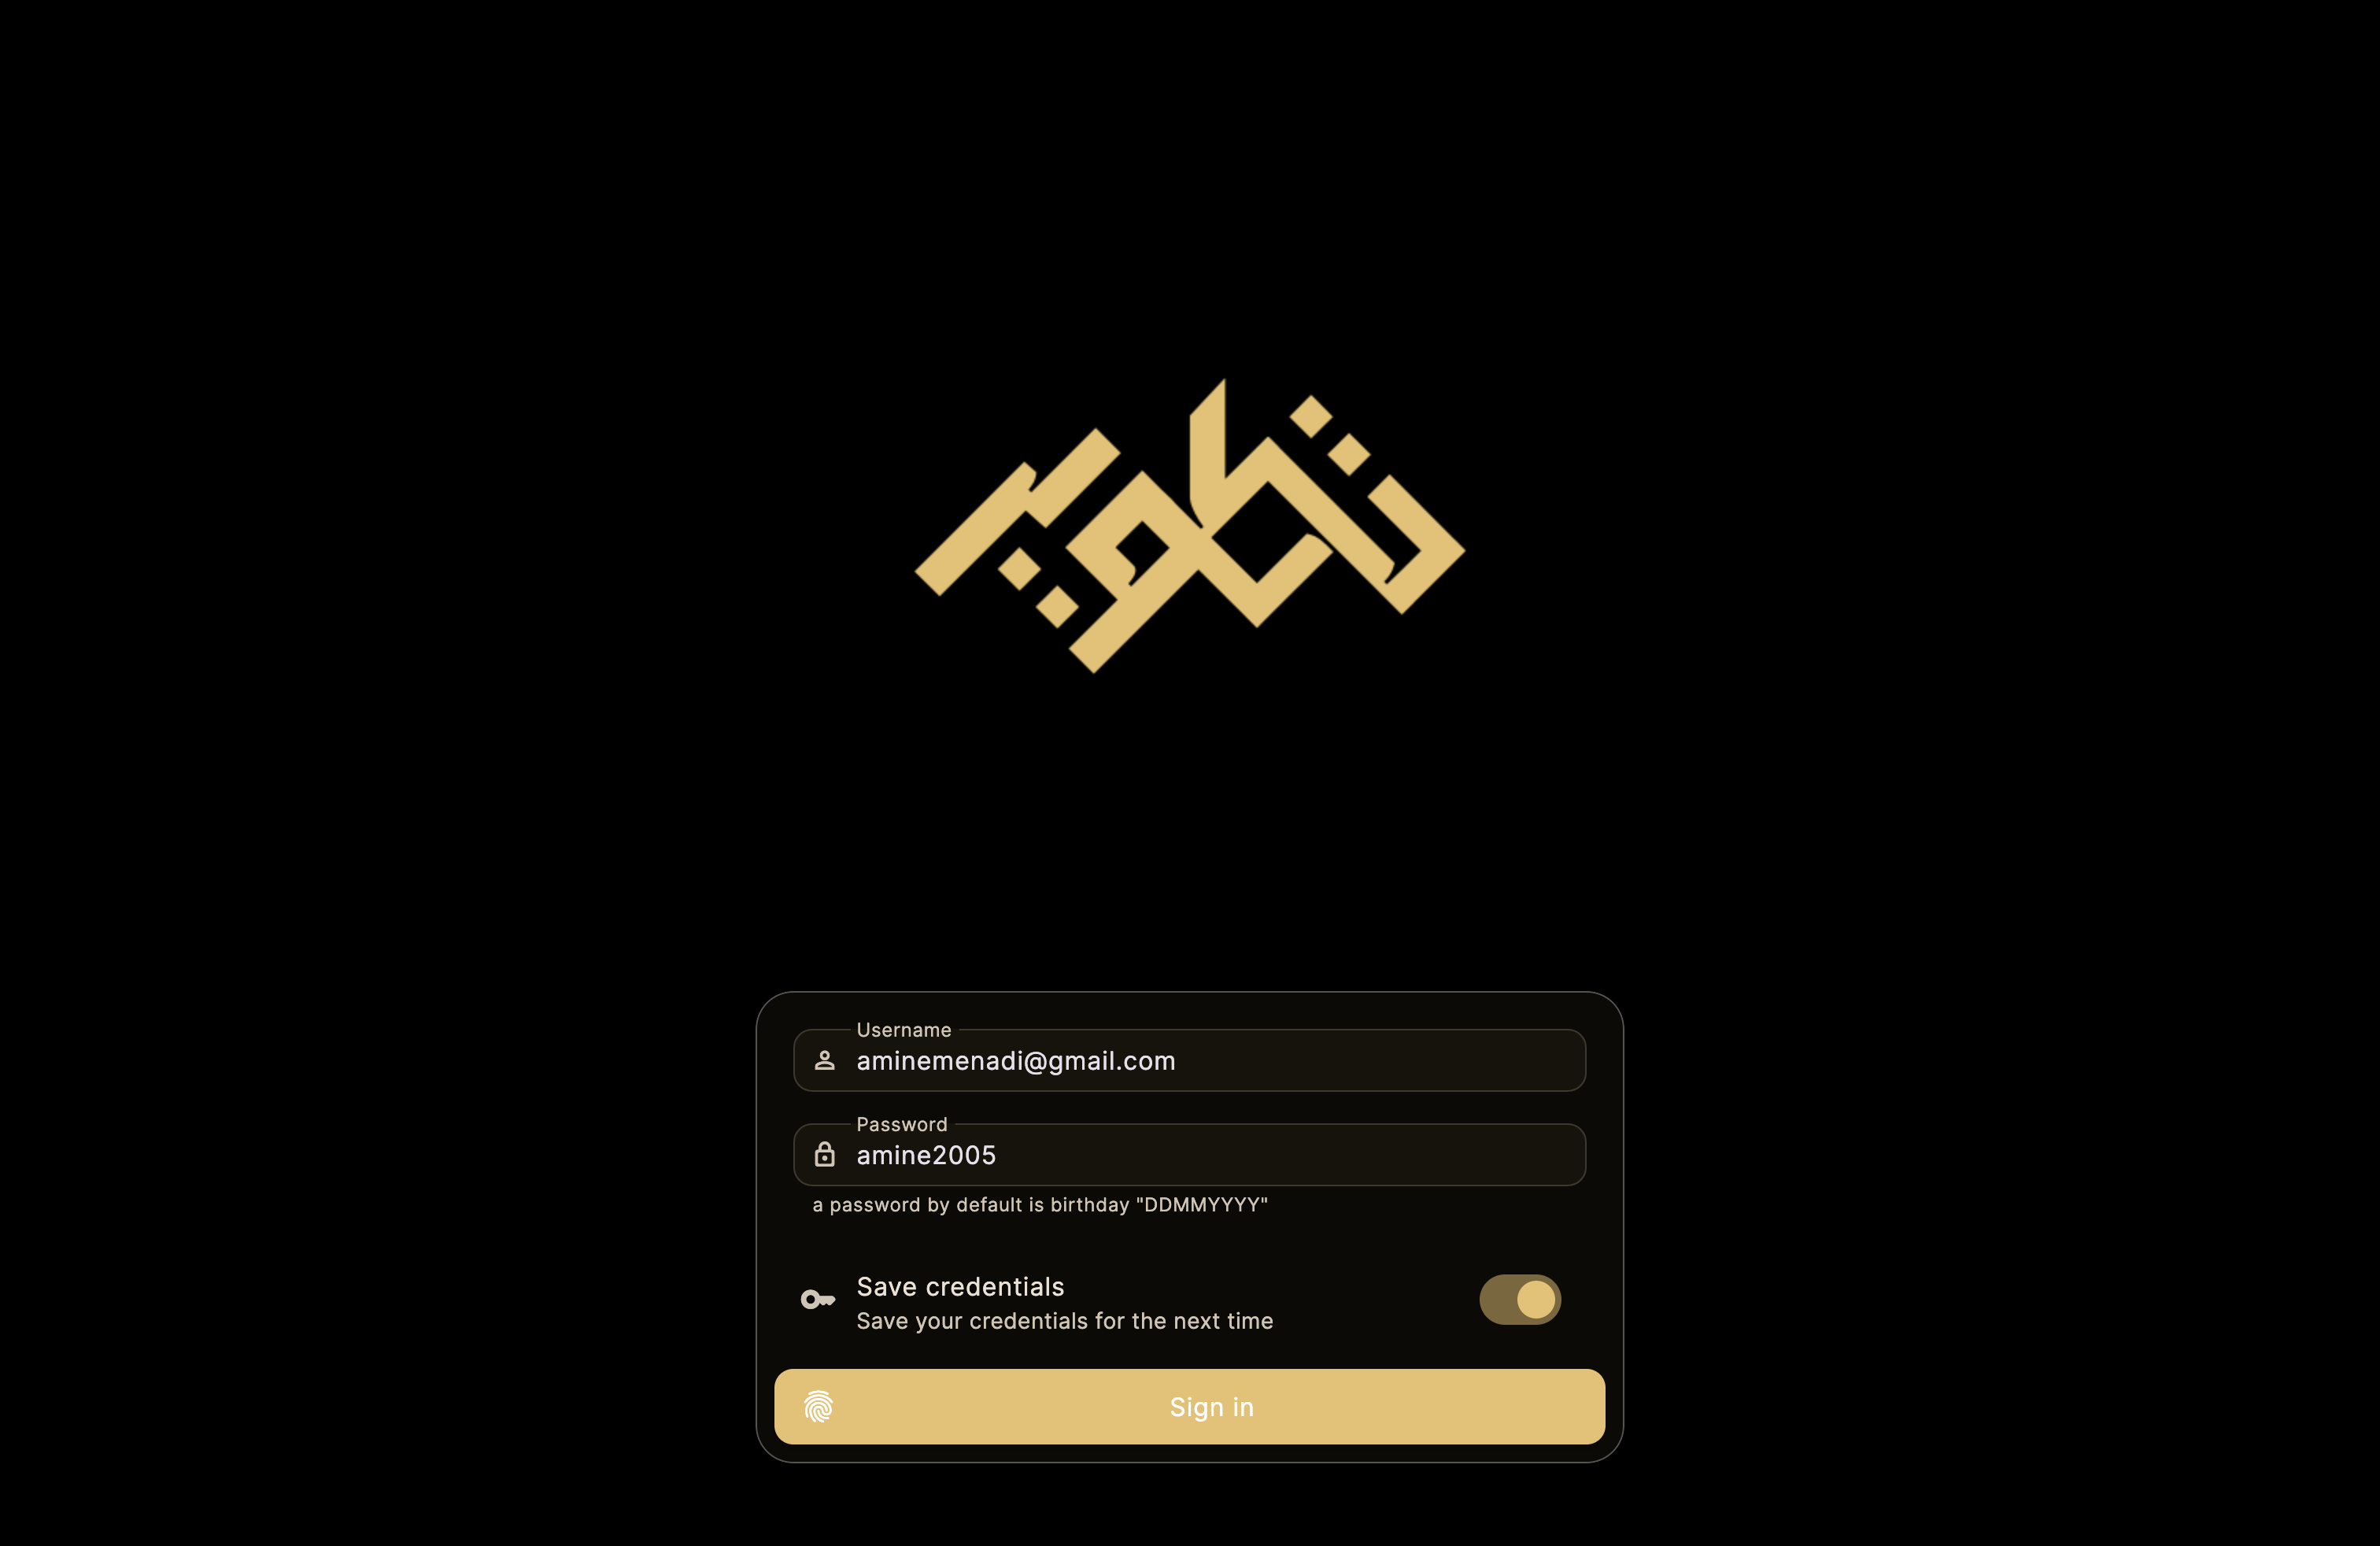 Username
aminemenadi@gmail.com
Password
amine2005
a password by default is birthday "DDMMYYYY"
Save credentials
Save your credentials for the next time
Sign in